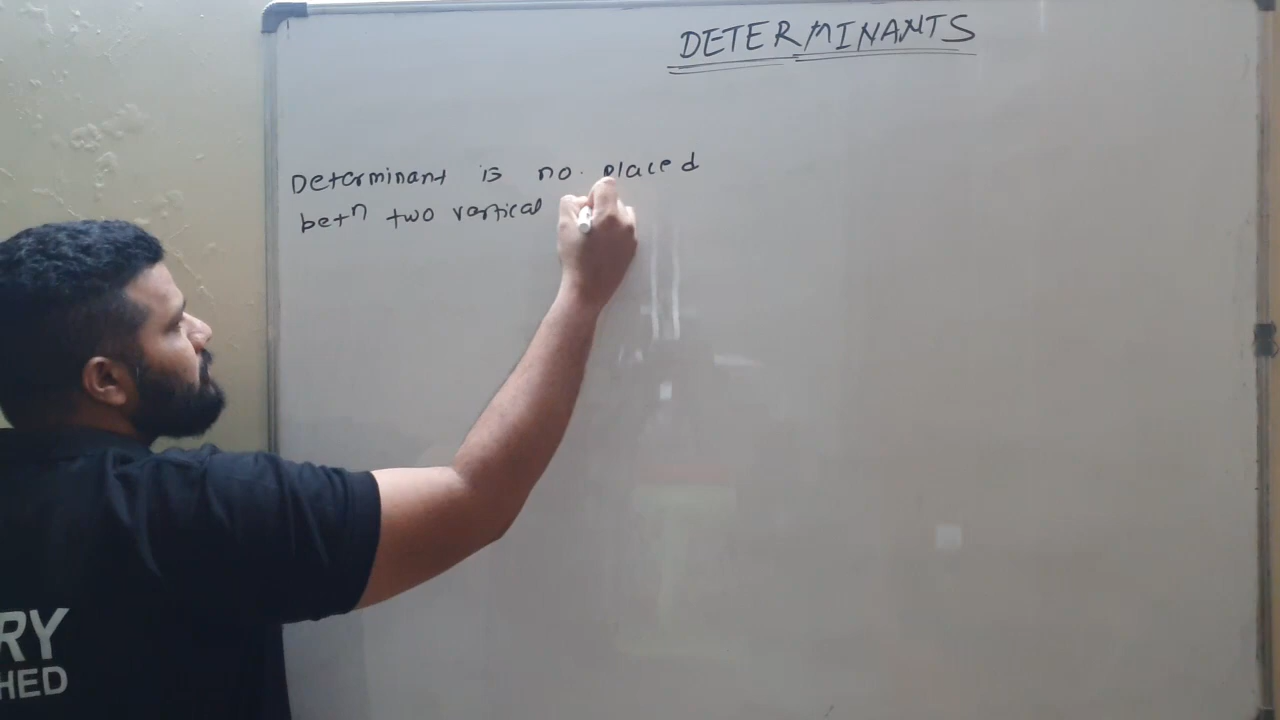 DETERMINANTS
Determinant is no. placed
betn two vertical
RY
HED